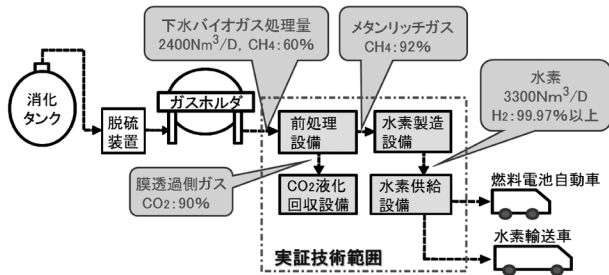 下水バイオガス処理量
2400Nm³/D, CH4:60%
メタンリッチガス
CH4:92%
水素
3300Nm³/D
H2:99.97%以上
消化
タンク
脱硫
装置
ガスホルダ
前処理
設備
水素製造
設備
膜透過側ガス
CO2:90%
CO2液化
回収設備
水素供給
設備
燃料電池自動車
水素輸送車
実証技術範囲